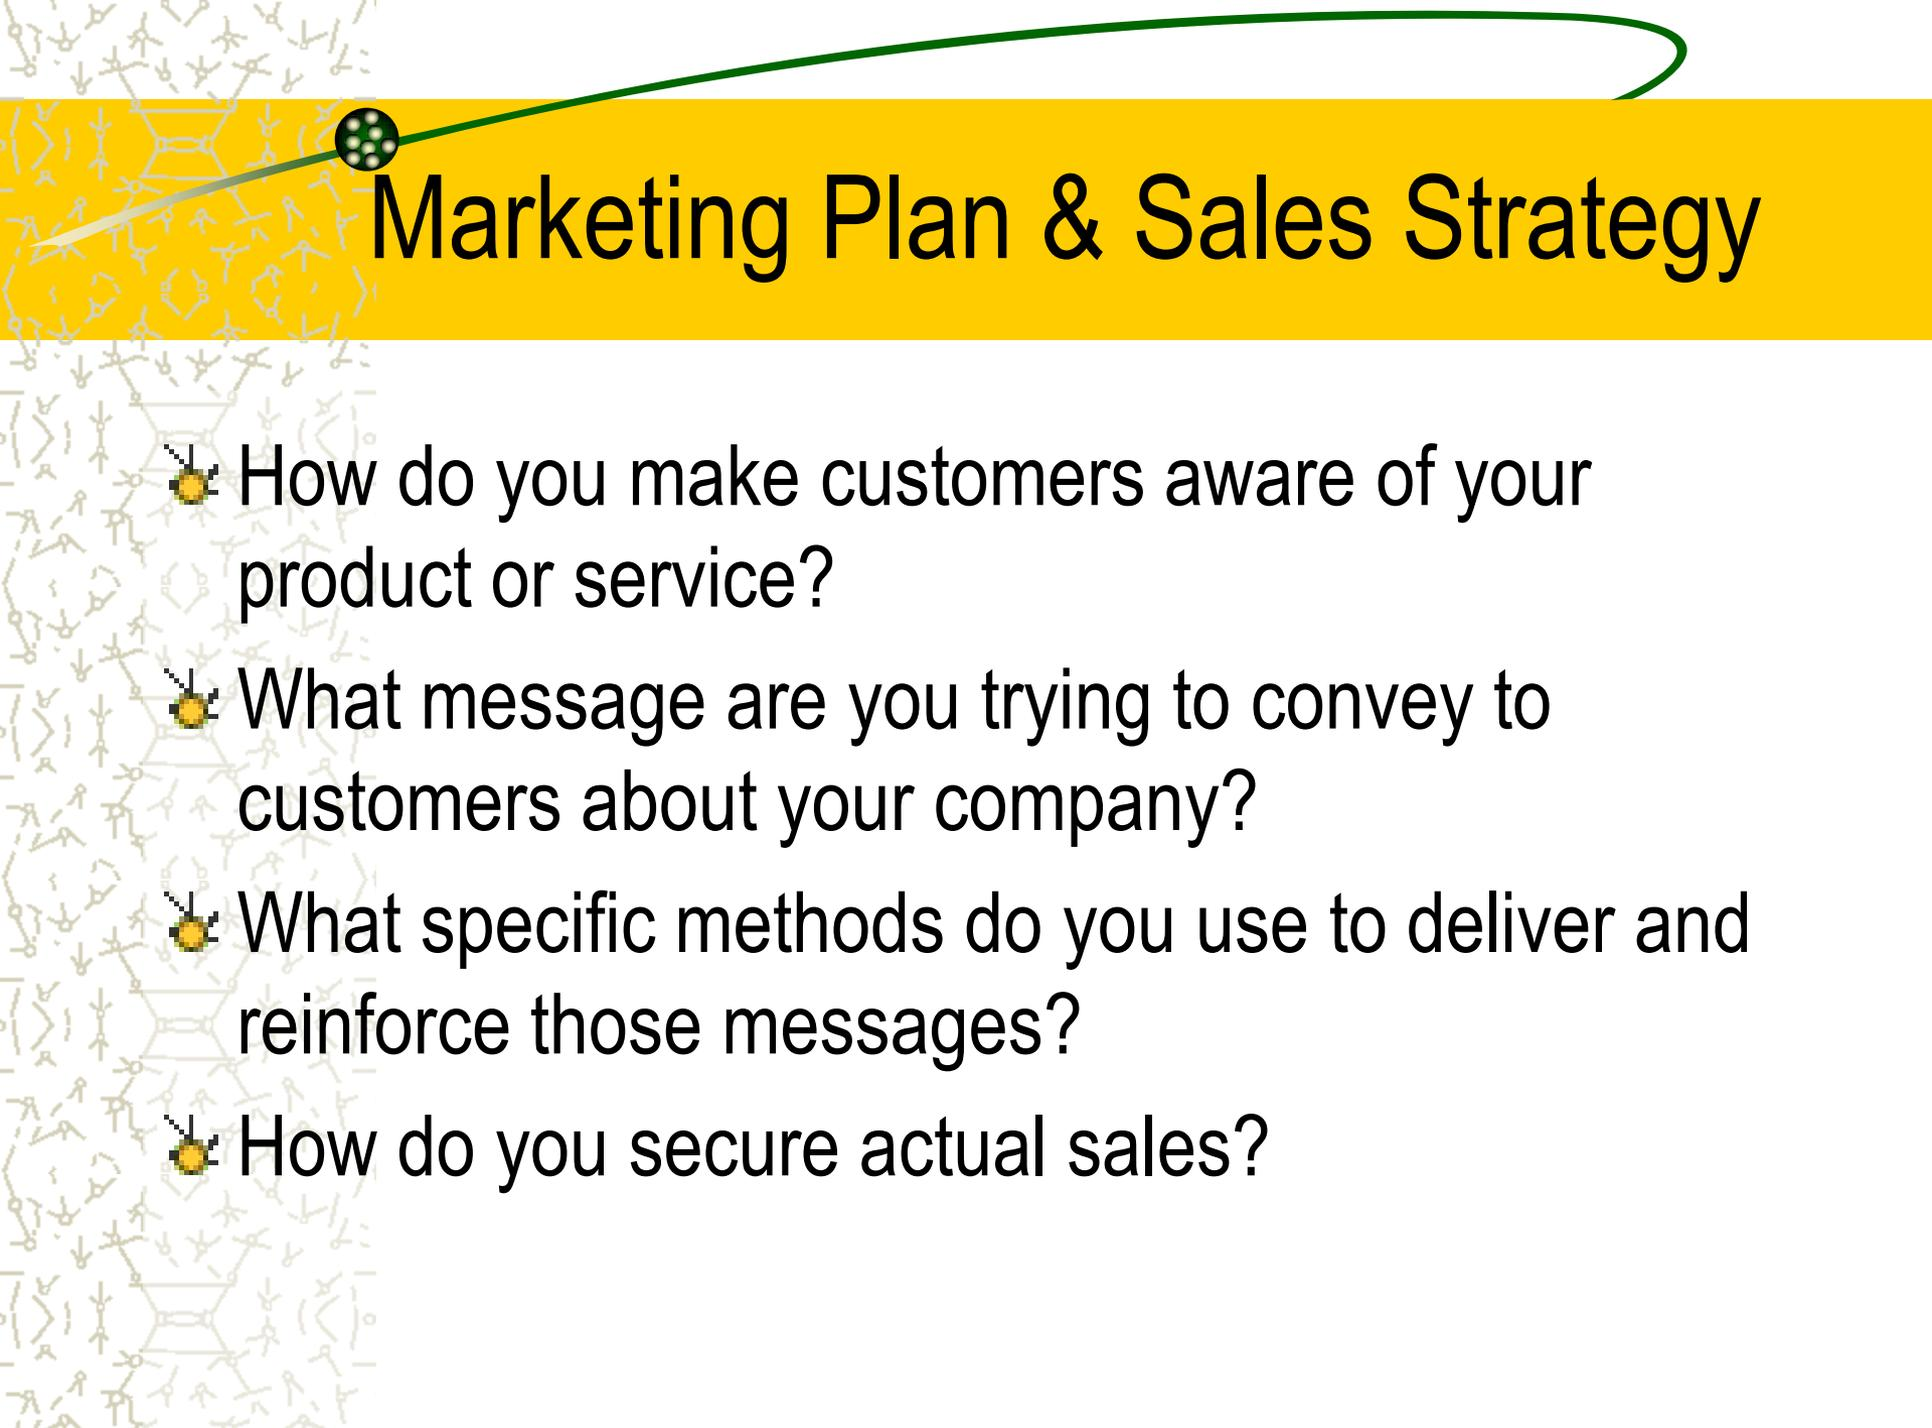 Marketing Plan & Sales Strategy
How do you make customers aware of your
product or service?
What message are you trying to convey to
customers about your company?
What specific methods do you use to deliver and
reinforce those messages?
How do you secure actual sales?